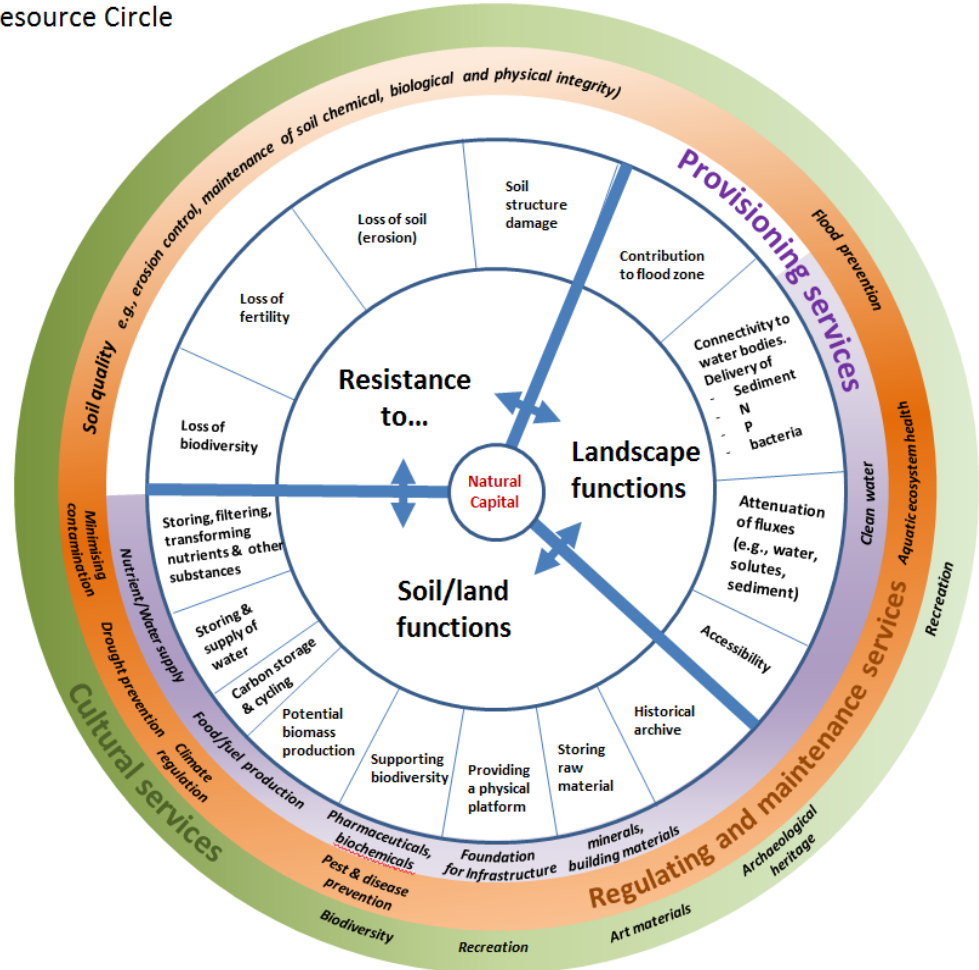 esource Circle
Soil quality e.g., erosion control, maintenance of soil chemical, biological and physical integrity)
Provisioning services
Flood prevention
Soil
structure
damage
Loss of soil
(erosion)
Contribution
to flood zone
Loss of
fertility
Connectivity to
water bodies.
Delivery of
- Sediment
- N
- P
- bacteria
Resistance
to...
Loss of
biodiversity
Landscape
functions
Natural
Capital
Clean water
Aquatic ecosystem health
Recreation
Attenuation
of fluxes
(e.g., water,
solutes,
sediment)
Minimising
contamination
Storing, filtering,
transforming
nutrients & other
substances
Nutrient/Water supply
Soil/land
functions
Storing &
supply of
water
Accessibility
Drought prevention
Carbon storage
& cycling
Historical
archive
Potential
biomass
production
Food/fuel production
Climate
regulation
Cultural services
Supporting
biodiversity
Providing
a physical
platform
Storing
raw
material
Pharmaceuticals,
biochemicals
Foundation
for Infrastructure
minerals,
building materials
Regulating and maintenance services
Archaeological
heritage
Pest & disease
prevention
Biodiversity
Recreation
Art materials